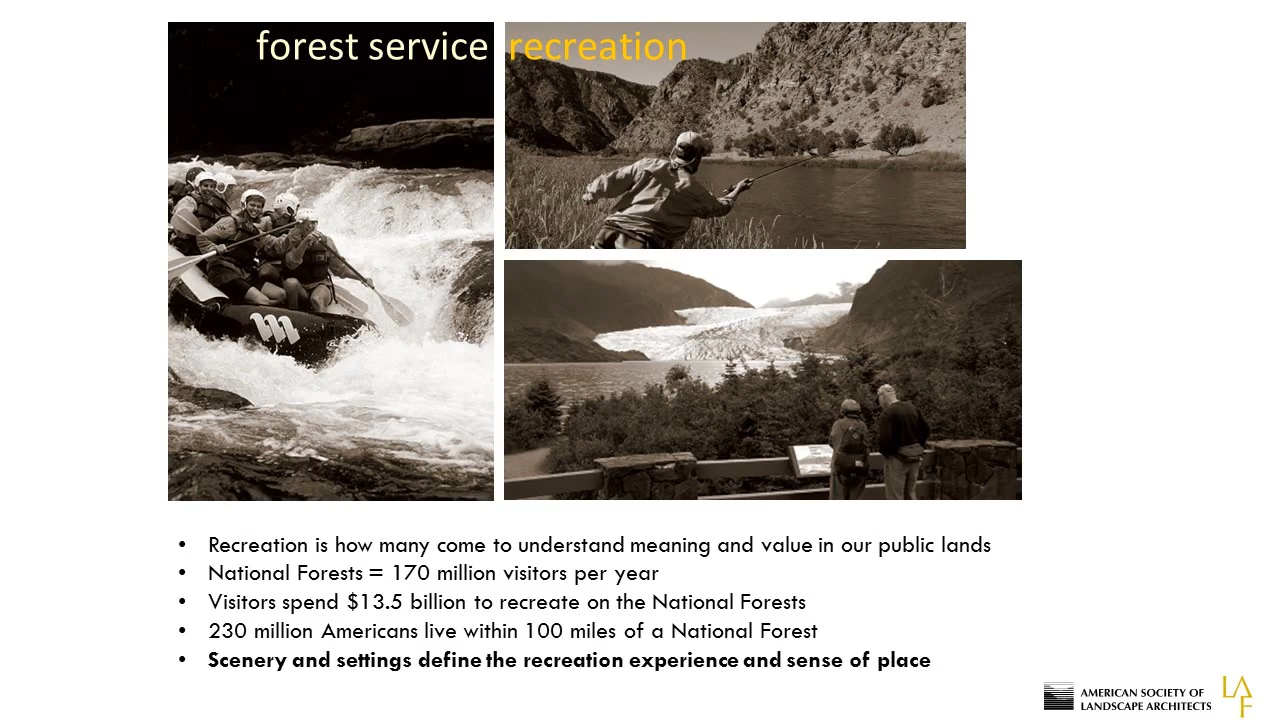 forest service recreation
• Recreation is how many come to understand meaning and value in our public lands
• National Forests = 170 million visitors per year
• Visitors spend $13.5 billion to recreate on the National Forests
• 230 million Americans live within 100 miles of a National Forest
• Scenery and settings define the recreation experience and sense of place
AMERICAN SOCIETY OF
LANDSCAPE ARCHITECTS
LAF